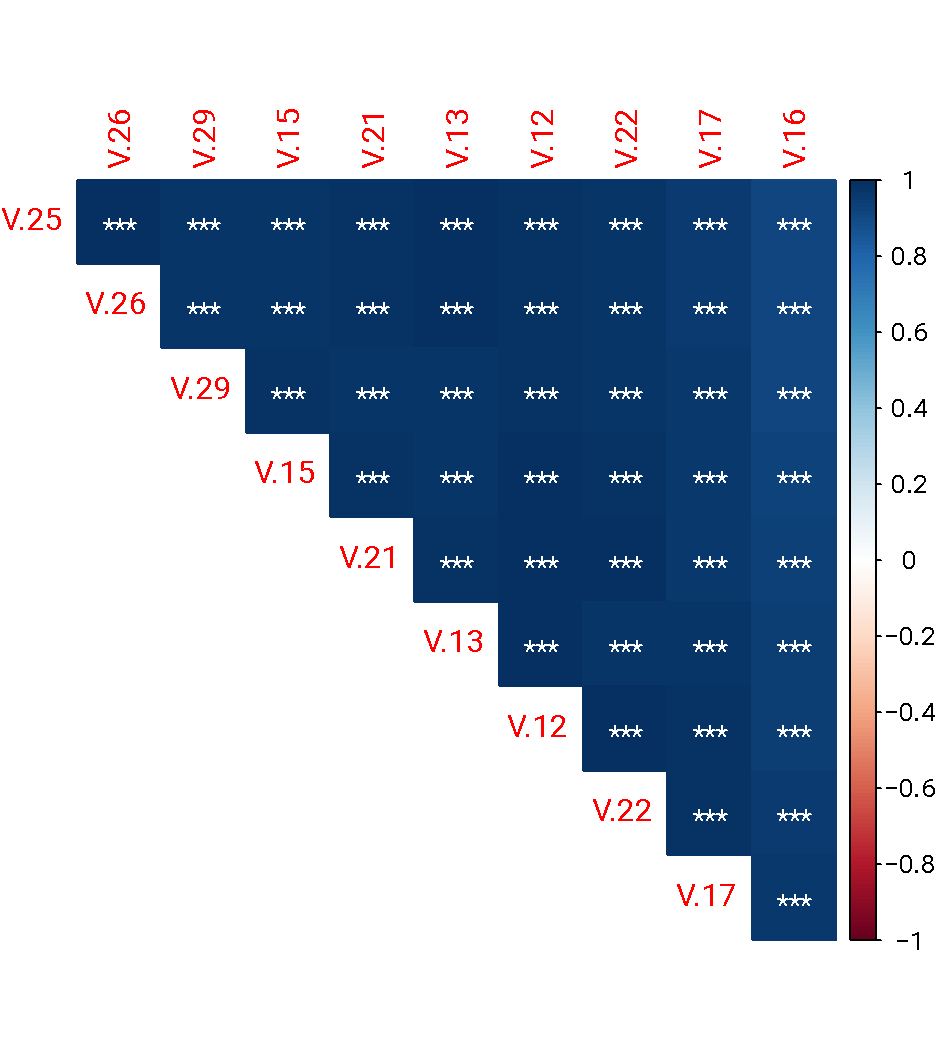 V.26 V.29 V.15 V.21 V.13 V.12 V.22 V.17 V.16
V.25 *** *** *** *** *** *** *** *** ***
V.26 *** *** *** *** *** *** *** ***
V.29 *** *** *** *** *** *** ***
V.15 *** *** *** *** *** ***
V.21 *** *** *** *** ***
V.13 *** *** *** ***
V.12 *** *** ***
V.22 *** ***
V.17 ***
1
0.8
0.6
0.4
0.2
0
−0.2
−0.4
−0.6
−0.8
−1